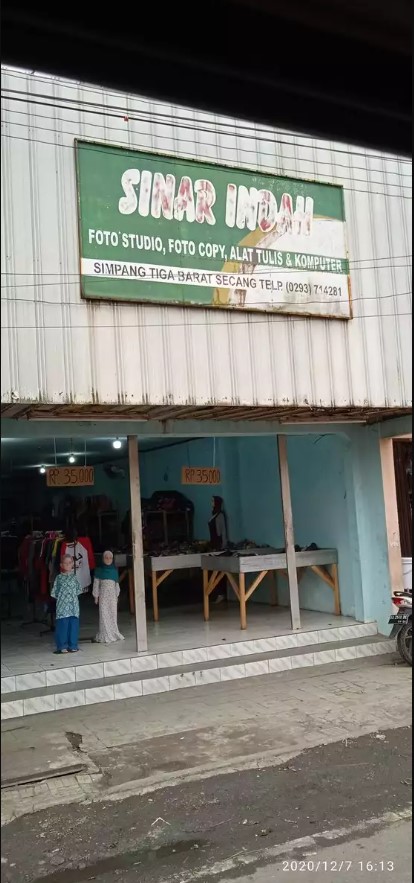 SINAR INDAH
FOTO STUDIO, FOTO COPY, ALAT TULIS & KOMPUTER
SIMPANG TIGA BARAT SECANG TELP. (0293) 714281
RP 35.000
RP 35.000
2020/12/7 16:13